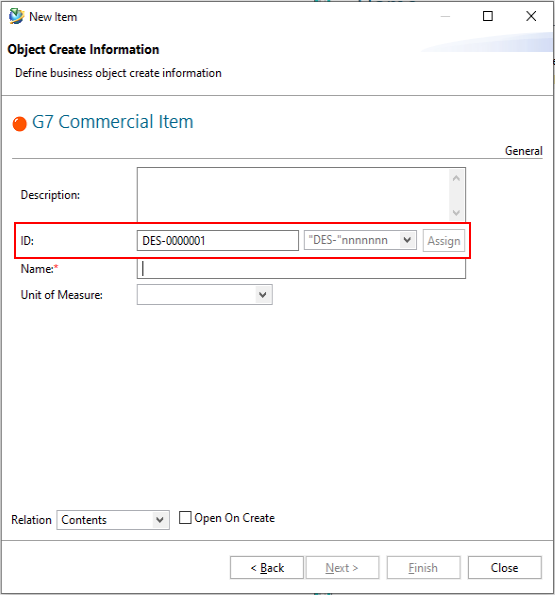 New Item
Object Create Information
Define business object create information
G7 Commercial Item
General
Description:
ID: DES-0000001 "DES-"nnnnnnn Assign
Name:*
Unit of Measure:
Relation Contents Open On Create
< Back Next > Finish Close